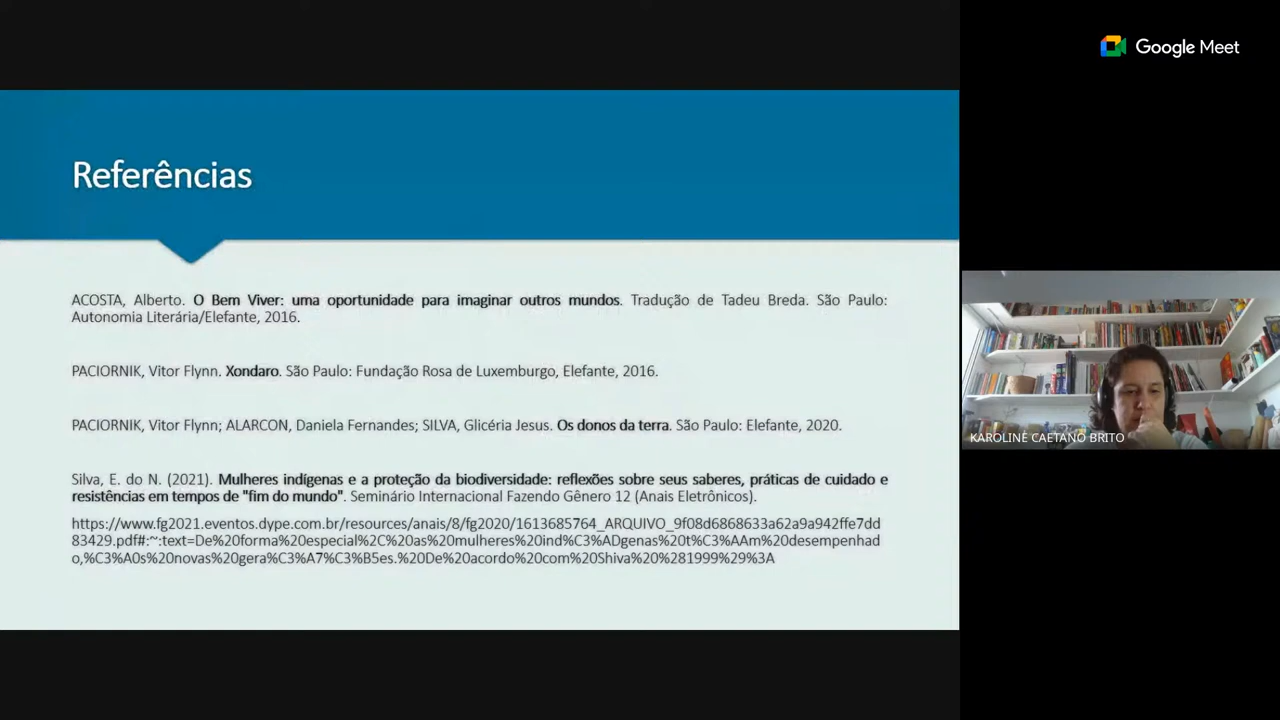 Google Meet
Referências
ACOSTA, Alberto. O Bem Viver: uma oportunidade para imaginar outros mundos. Tradução de Tadeu Breda. São Paulo:
Autonomia Literária/Elefante, 2016.
PACIORNIK, Vitor Flynn. Xondaro. São Paulo: Fundação Rosa de Luxemburgo, Elefante, 2016.
PACIORNIK, Vitor Flynn; ALARCON, Daniela Fernandes; SILVA, Glicéria Jesus. Os donos da terra. São Paulo: Elefante, 2020.
Silva, E. do N. (2021). Mulheres indígenas e a proteção da biodiversidade: reflexões sobre seus saberes, práticas de cuidado e
resistências em tempos de "fim do mundo". Seminário Internacional Fazendo Gênero 12 (Anais Eletrônicos).
https://www.fg2021.eventos.dype.com.br/resources/anais/8/fg2020/1613685764_ARQUIVO_9f08d6868633a62a9a942ffe7dd
83429.pdf#:~:text=De%20forma%20especial%2C%20as%20mulheres%20ind%C3%ADgenas%20t%C3%AAm%20desempenhad
o,%C3%A0s%20novas%20gera%C3%A7%C3%B5es.%20De%20acordo%20com%20Shiva%20%281999%29%3A
KAROLINE CAETANO BRITO